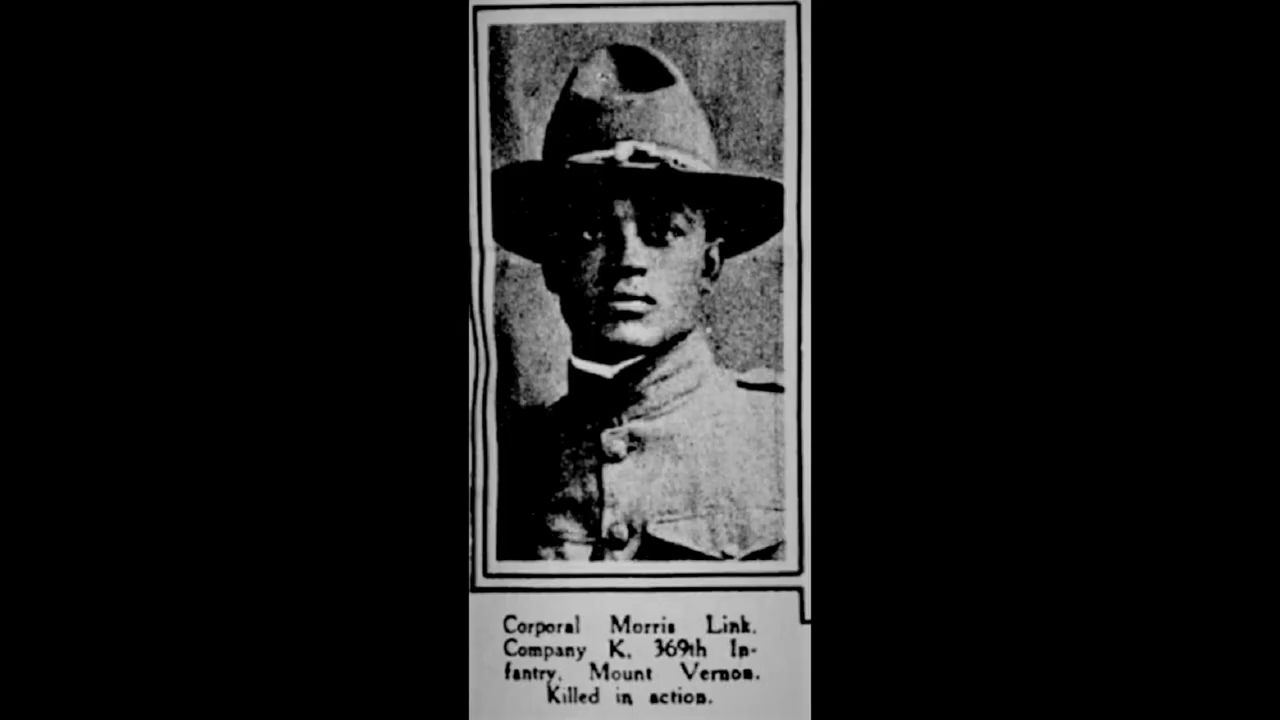 Corporal Morris Link.
Company K. 369th In-
fantry. Mount Vernon.
Killed in action.